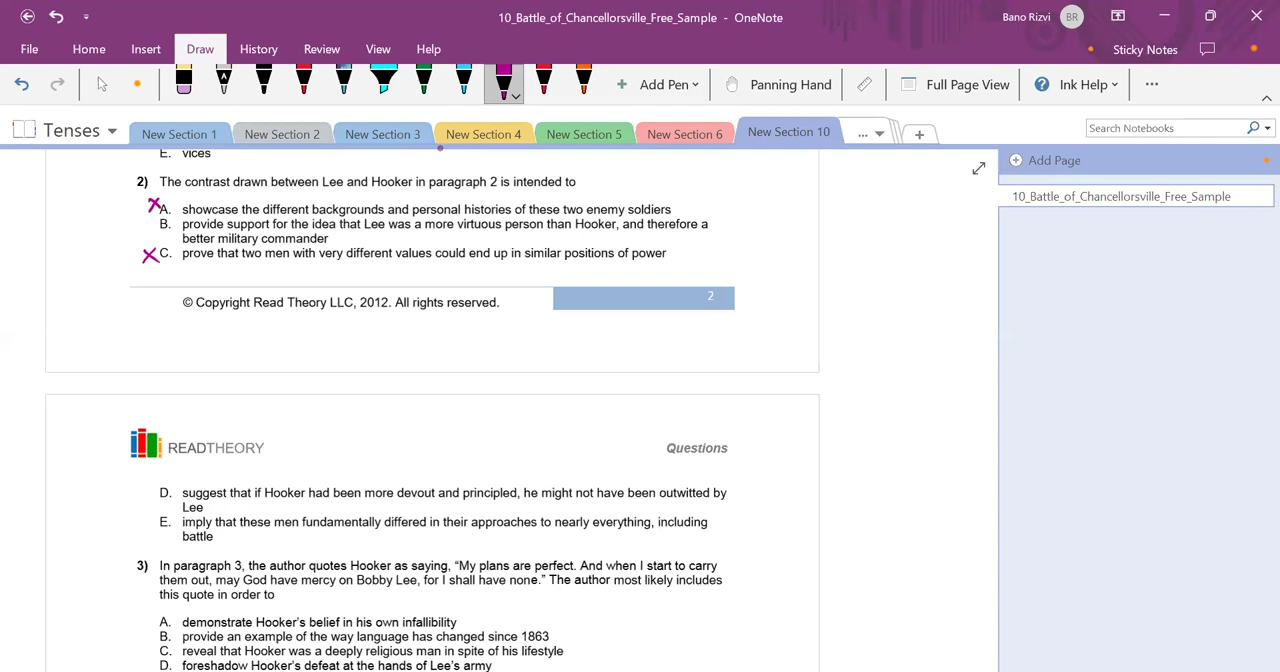 10_Battle_of_Chancellorsville_Free_Sample - OneNote
Bano Rizvi BR
File Home Insert Draw History Review View Help
Sticky Notes
Add Pen
Panning Hand
Full Page View
Ink Help
Tenses
New Section 1
New Section 2
New Section 3
New Section 4
New Section 5
New Section 6
New Section 10
...
Search Notebooks
Add Page
10_Battle_of_Chancellorsville_Free_Sample
E. vices
2) The contrast drawn between Lee and Hooker in paragraph 2 is intended to
A. showcase the different backgrounds and personal histories of these two enemy soldiers
B. provide support for the idea that Lee was a more virtuous person than Hooker, and therefore a
better military commander
C. prove that two men with very different values could end up in similar positions of power
© Copyright Read Theory LLC, 2012. All rights reserved.
2
READTHEORY
Questions
D. suggest that if Hooker had been more devout and principled, he might not have been outwitted by
Lee
E. imply that these men fundamentally differed in their approaches to nearly everything, including
battle
3) In paragraph 3, the author quotes Hooker as saying, “My plans are perfect. And when I start to carry
them out, may God have mercy on Bobby Lee, for I shall have none.” The author most likely includes
this quote in order to
A. demonstrate Hooker’s belief in his own infallibility
B. provide an example of the way language has changed since 1863
C. reveal that Hooker was a deeply religious man in spite of his lifestyle
D. foreshadow Hooker’s defeat at the hands of Lee’s army